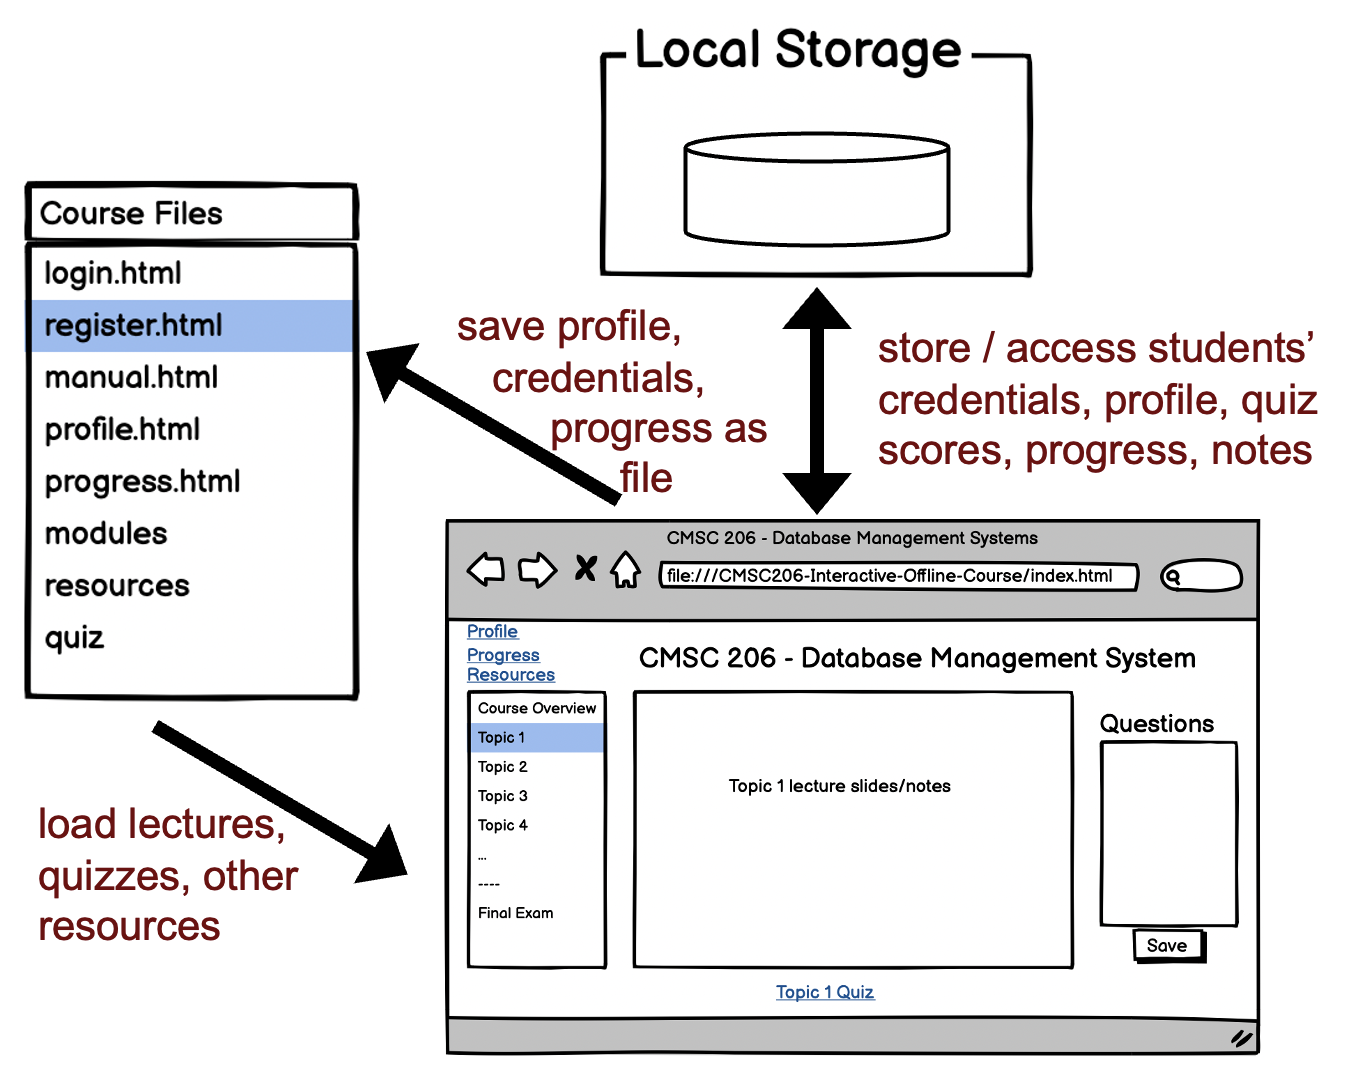 Local Storage
Course Files
login.html
register.html
manual.html
profile.html
progress.html
modules
resources
quiz
save profile,
credentials,
progress as
file
store / access students’
credentials, profile, quiz
scores, progress, notes
load lectures,
quizzes, other
resources
CMSC 206 - Database Management Systems
file:///CMSC206-Interactive-Offline-Course/index.html
Profile
Progress
Resources
CMSC 206 - Database Management System
Course Overview
Topic 1
Topic 2
Topic 3
Topic 4
...
----
Final Exam
Topic 1 lecture slides/notes
Questions
Save
Topic 1 Quiz